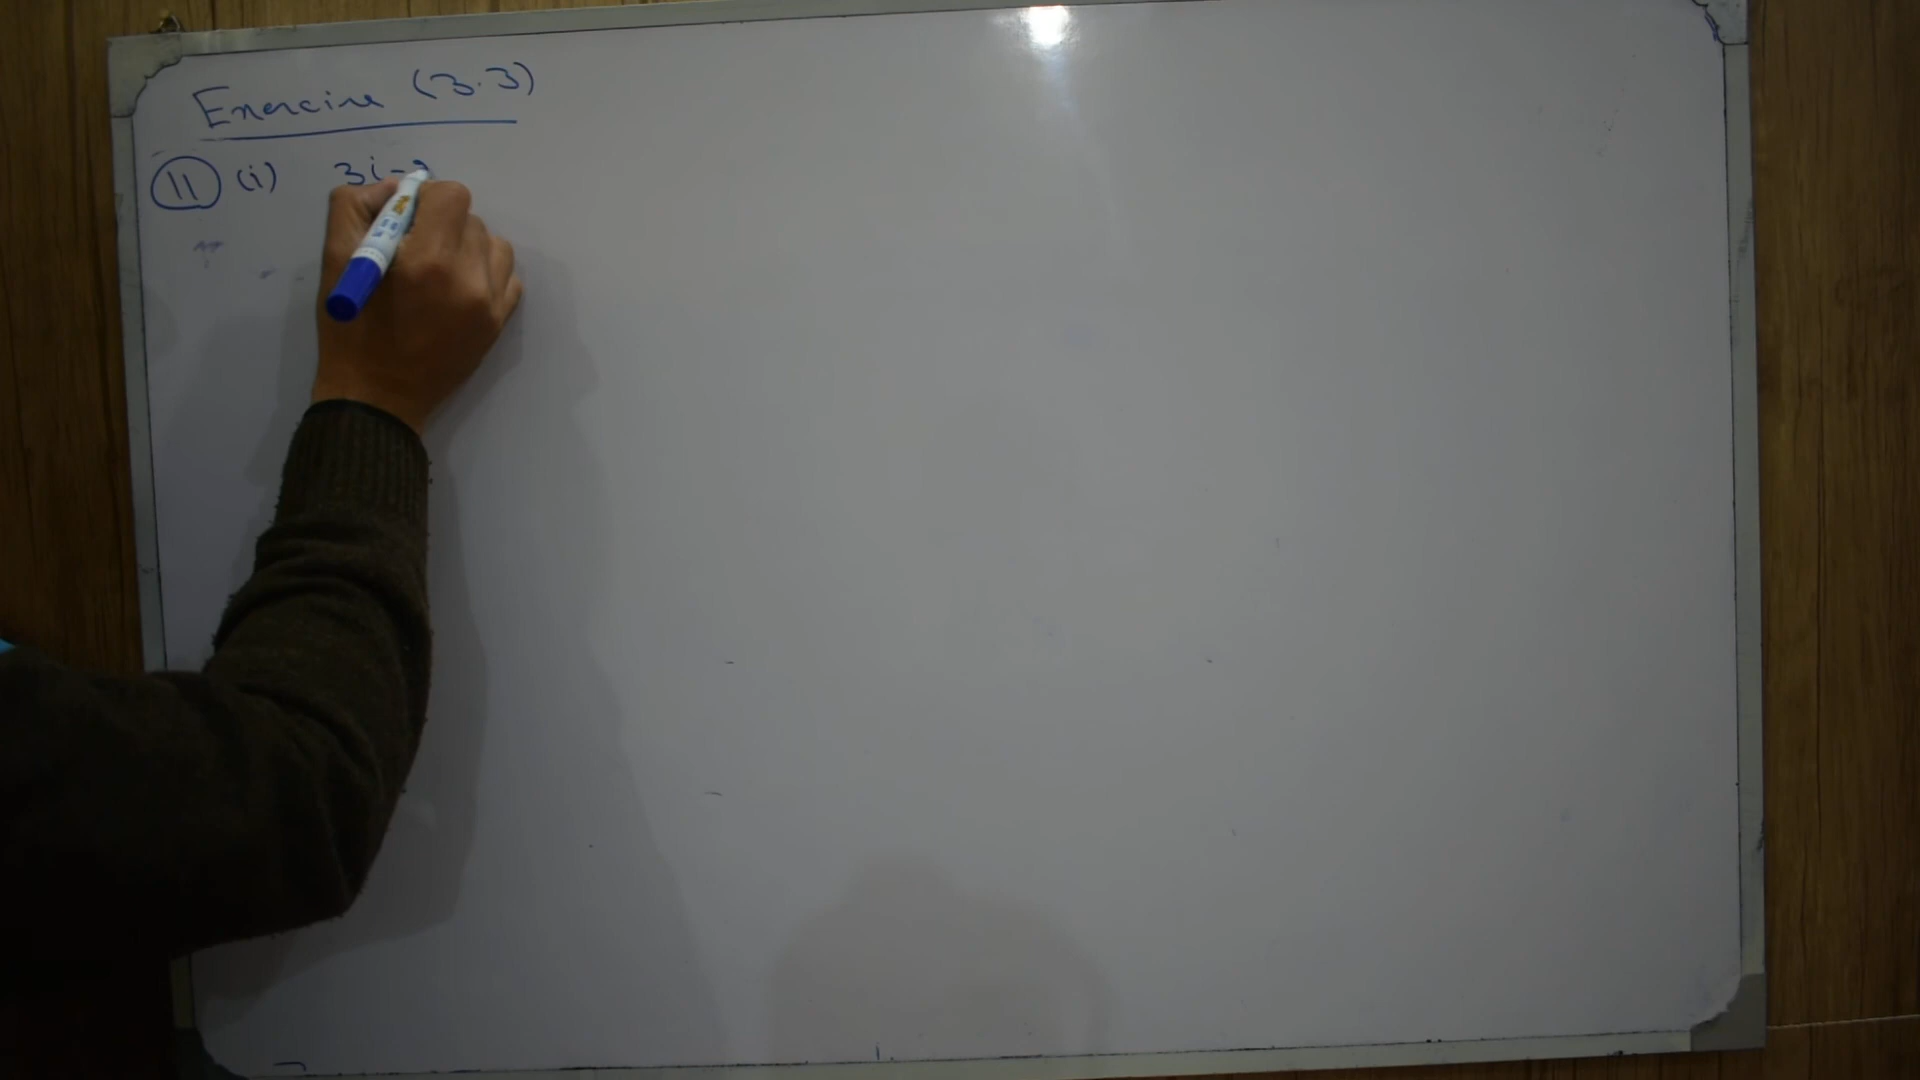 Exercise (3.3)
11 (i) 3i -